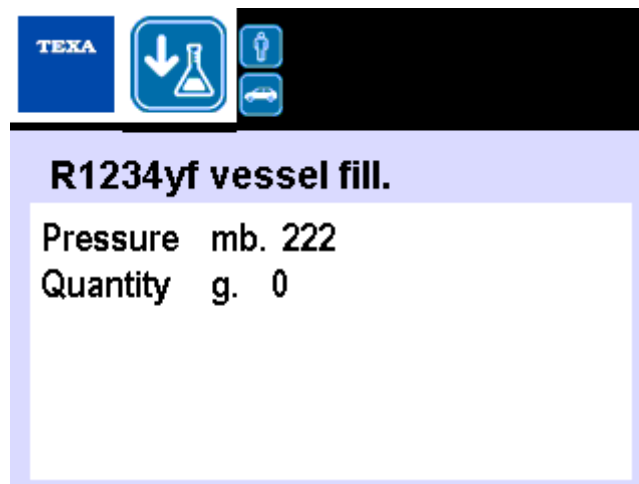 TEXA
R1234yf vessel fill.
Pressure mb. 222
Quantity g. 0